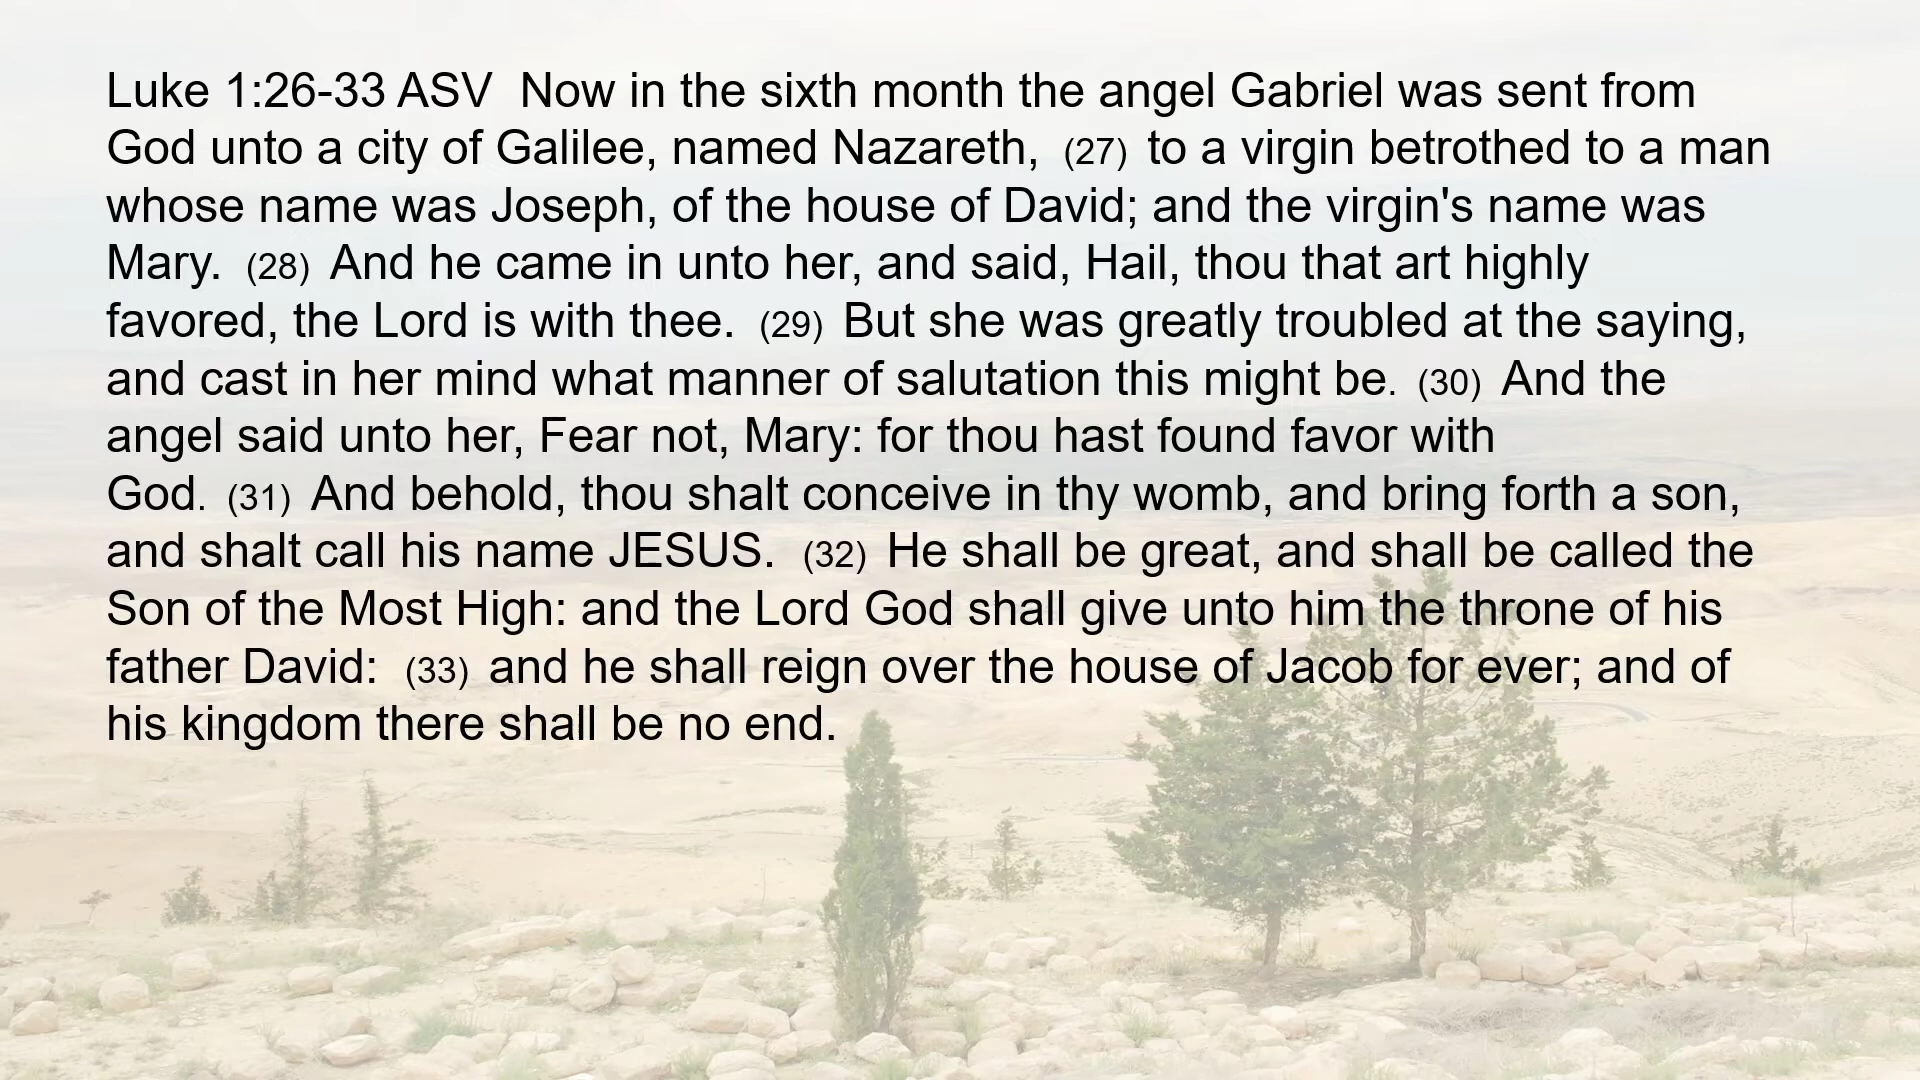 Luke 1:26-33 ASV  Now in the sixth month the angel Gabriel was sent from
God unto a city of Galilee, named Nazareth,  (27)  to a virgin betrothed to a man
whose name was Joseph, of the house of David; and the virgin's name was
Mary.  (28)  And he came in unto her, and said, Hail, thou that art highly
favored, the Lord is with thee.  (29)  But she was greatly troubled at the saying,
and cast in her mind what manner of salutation this might be.  (30)  And the
angel said unto her, Fear not, Mary: for thou hast found favor with
God.  (31)  And behold, thou shalt conceive in thy womb, and bring forth a son,
and shalt call his name JESUS.  (32)  He shall be great, and shall be called the
Son of the Most High: and the Lord God shall give unto him the throne of his
father David:  (33)  and he shall reign over the house of Jacob for ever; and of
his kingdom there shall be no end.